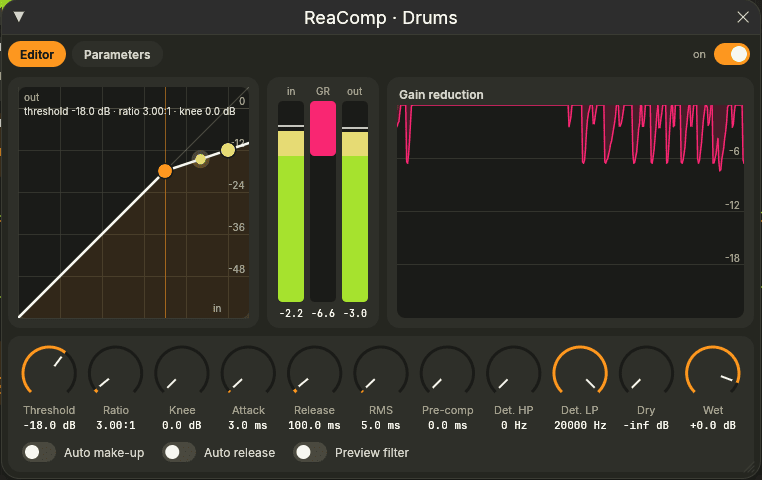 ReaComp · Drums
Editor
Parameters
on
out
threshold -18.0 dB · ratio 3.00:1 · knee 0.0 dB
0
-12
-24
-36
-48
in
in GR out
-2.2 -6.6 -3.0
Gain reduction
-6
-12
-18
Threshold Ratio Knee Attack Release RMS Pre-comp Det. HP Det. LP Dry Wet
-18.0 dB 3.00:1 0.0 dB 3.0 ms 100.0 ms 5.0 ms 0.0 ms 0 Hz 20000 Hz -inf dB +0.0 dB
Auto make-up Auto release Preview filter